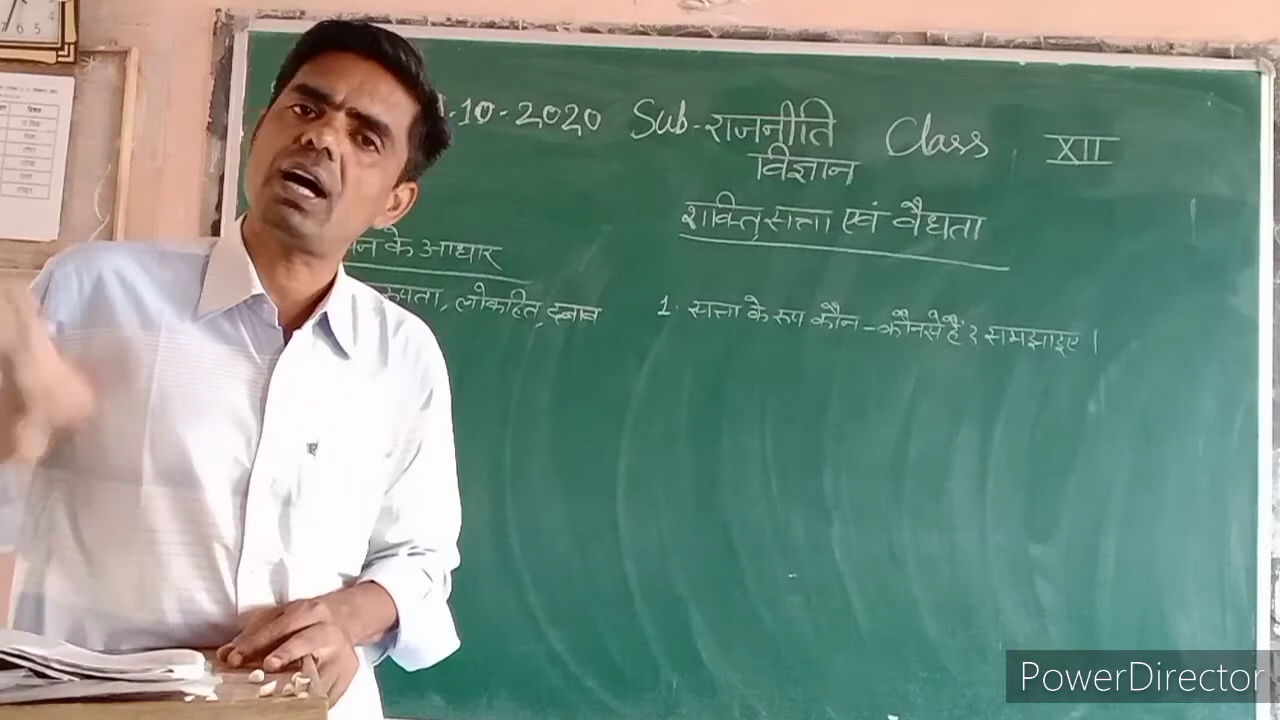 .10-2020 Sub-राजनीति Class XII
विज्ञान
शक्ति, सत्ता एवं वैधता
के आधार
लोकहित, दबाव
1. सत्ता के रूप कौन-कौनसे हैं? समझाइए।
PowerDirector